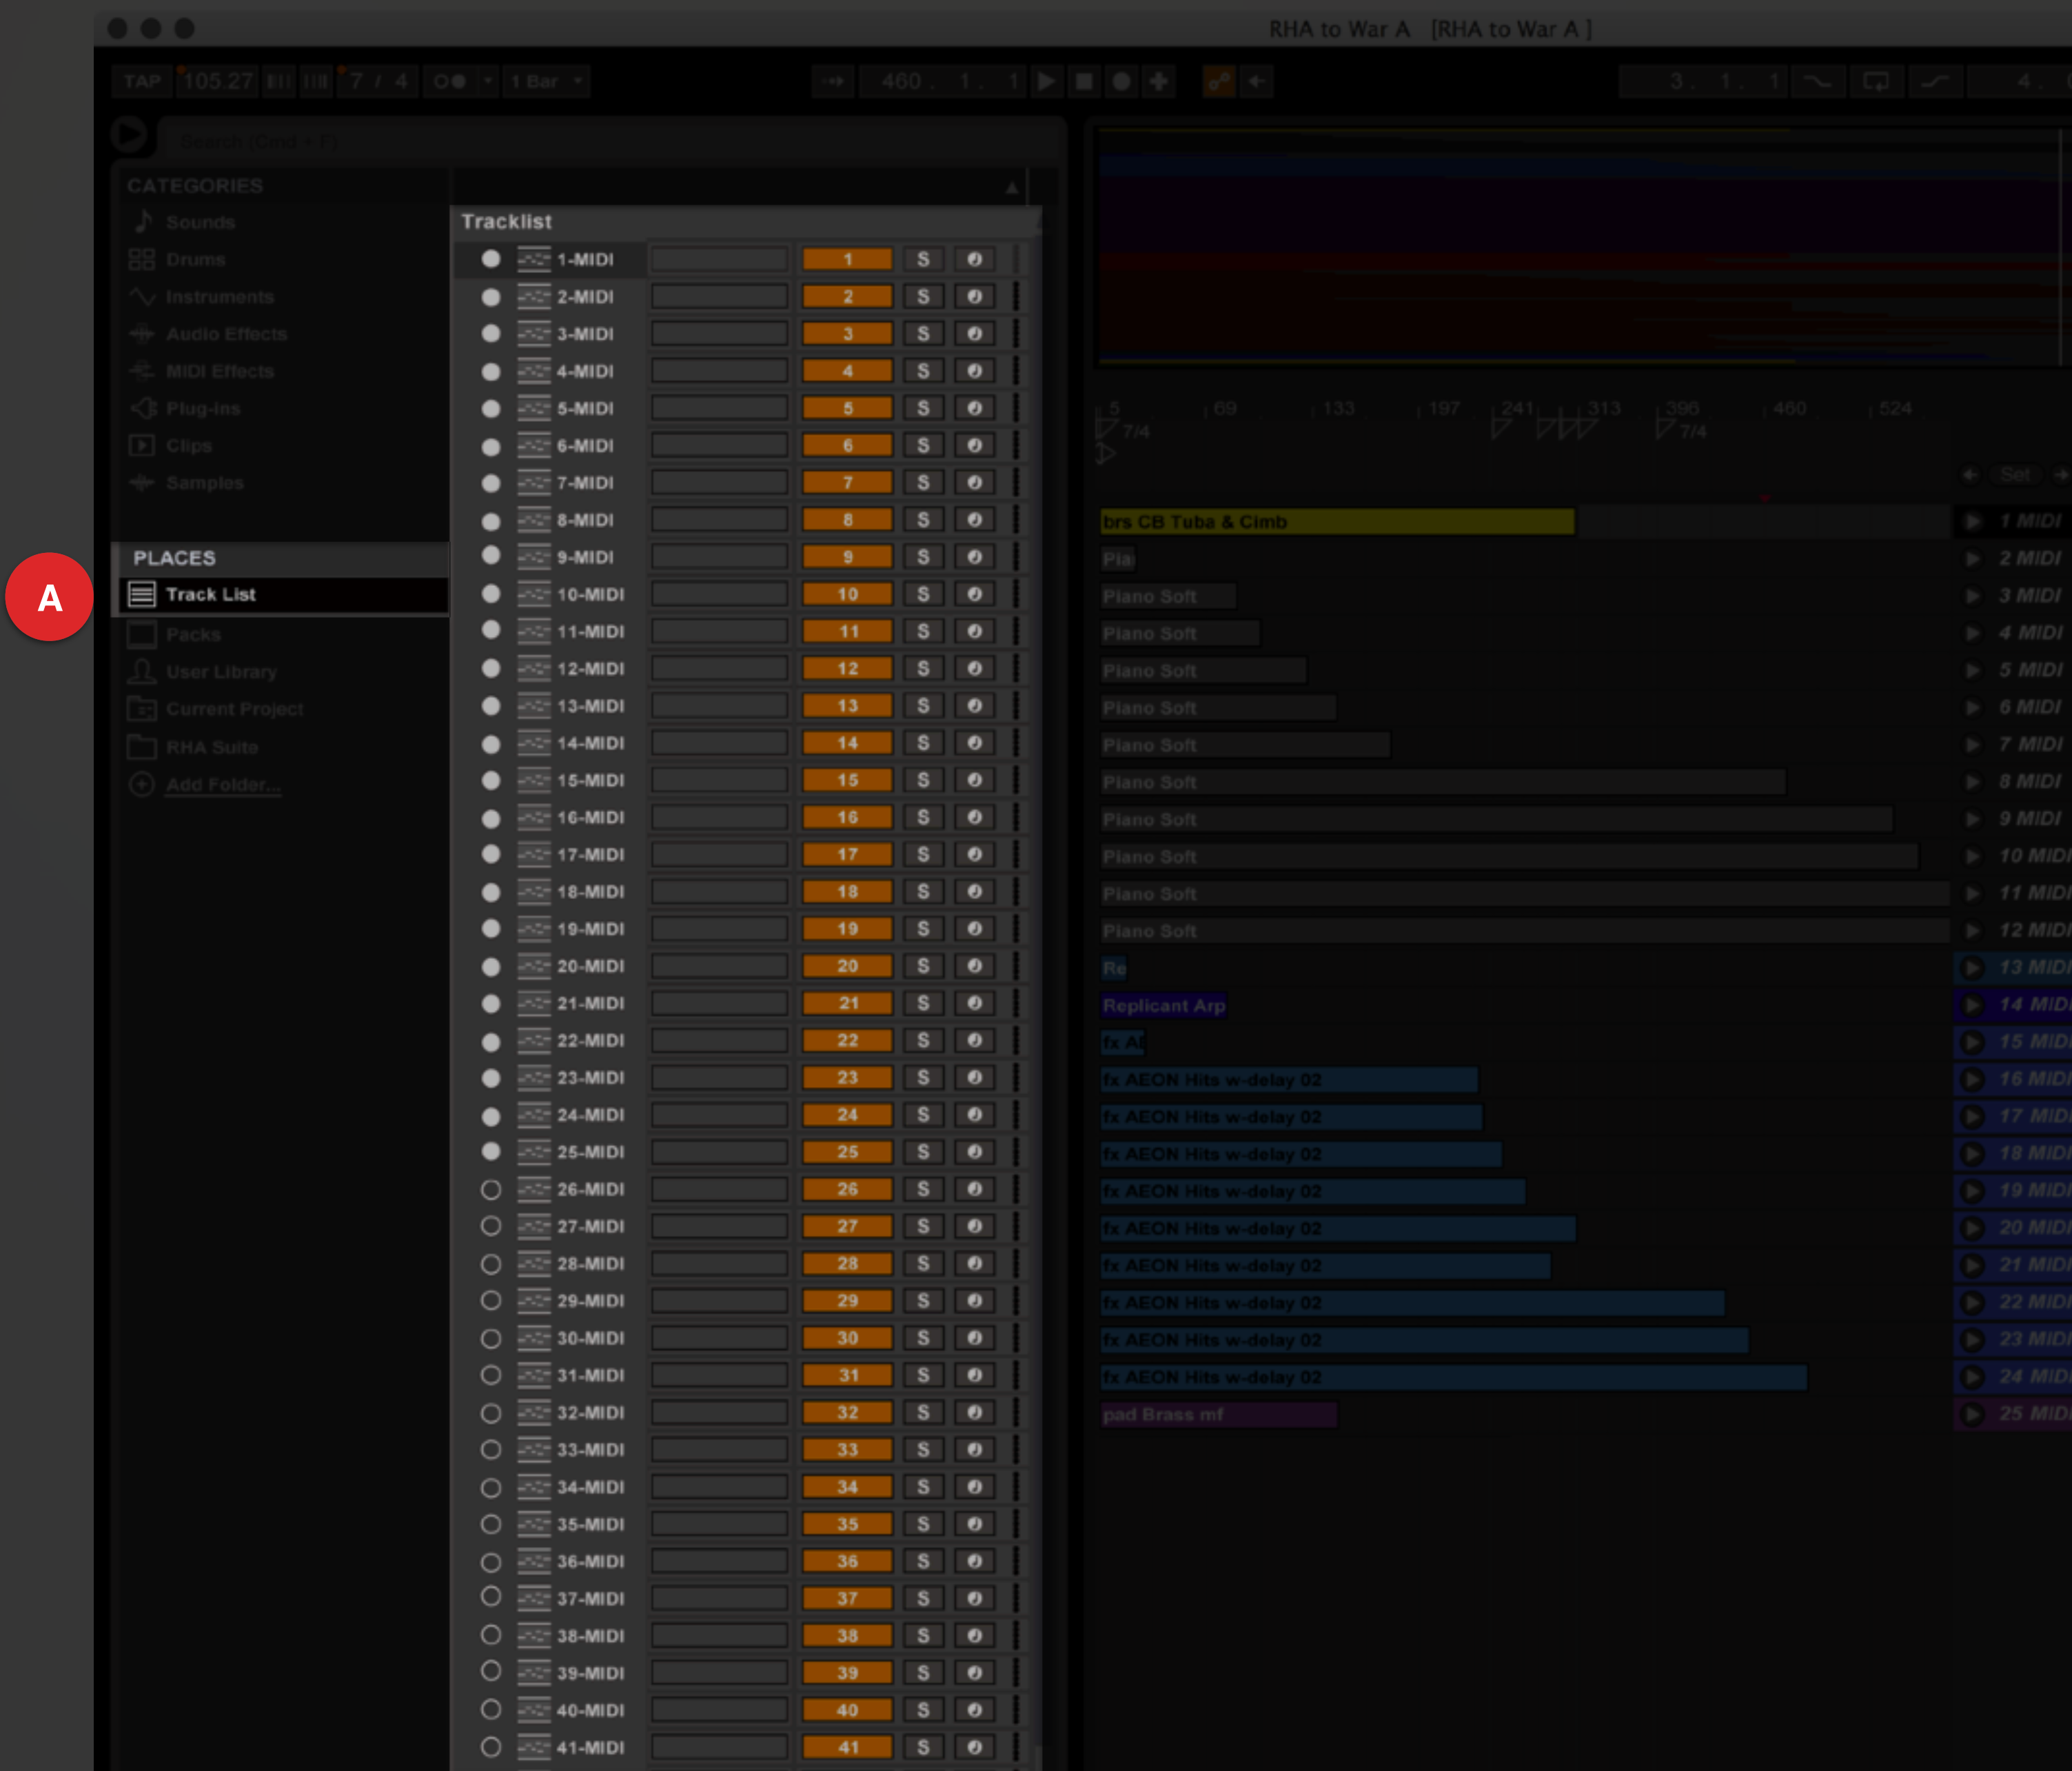 RHA to War A [RHA to War A ]
TAP 105.27 7 / 4 1 Bar 460. 1. 1 3. 1. 1 4.
Search (Cmd + F)
CATEGORIES
Sounds
Drums
Instruments
Audio Effects
MIDI Effects
Plug-ins
Clips
Samples
PLACES
A
Track List
Packs
User Library
Current Project
RHA Suite
Add Folder...
Tracklist
1-MIDI 1 S
2-MIDI 2 S
3-MIDI 3 S
4-MIDI 4 S
5-MIDI 5 S
6-MIDI 6 S
7-MIDI 7 S
8-MIDI 8 S
9-MIDI 9 S
10-MIDI 10 S
11-MIDI 11 S
12-MIDI 12 S
13-MIDI 13 S
14-MIDI 14 S
15-MIDI 15 S
16-MIDI 16 S
17-MIDI 17 S
18-MIDI 18 S
19-MIDI 19 S
20-MIDI 20 S
21-MIDI 21 S
22-MIDI 22 S
23-MIDI 23 S
24-MIDI 24 S
25-MIDI 25 S
26-MIDI 26 S
27-MIDI 27 S
28-MIDI 28 S
29-MIDI 29 S
30-MIDI 30 S
31-MIDI 31 S
32-MIDI 32 S
33-MIDI 33 S
34-MIDI 34 S
35-MIDI 35 S
36-MIDI 36 S
37-MIDI 37 S
38-MIDI 38 S
39-MIDI 39 S
40-MIDI 40 S
41-MIDI 41 S
5 69 133 197 241 313 396 460 524
7/4 7/4
Set
brs CB Tuba & Cimb 1 MIDI
Pia 2 MIDI
Piano Soft 3 MIDI
Piano Soft 4 MIDI
Piano Soft 5 MIDI
Piano Soft 6 MIDI
Piano Soft 7 MIDI
Piano Soft 8 MIDI
Piano Soft 9 MIDI
Piano Soft 10 MIDI
Piano Soft 11 MIDI
Piano Soft 12 MIDI
Re 13 MIDI
Replicant Arp 14 MIDI
fx AE 15 MIDI
fx AEON Hits w-delay 02 16 MIDI
fx AEON Hits w-delay 02 17 MIDI
fx AEON Hits w-delay 02 18 MIDI
fx AEON Hits w-delay 02 19 MIDI
fx AEON Hits w-delay 02 20 MIDI
fx AEON Hits w-delay 02 21 MIDI
fx AEON Hits w-delay 02 22 MIDI
fx AEON Hits w-delay 02 23 MIDI
fx AEON Hits w-delay 02 24 MIDI
pad Brass mf 25 MIDI